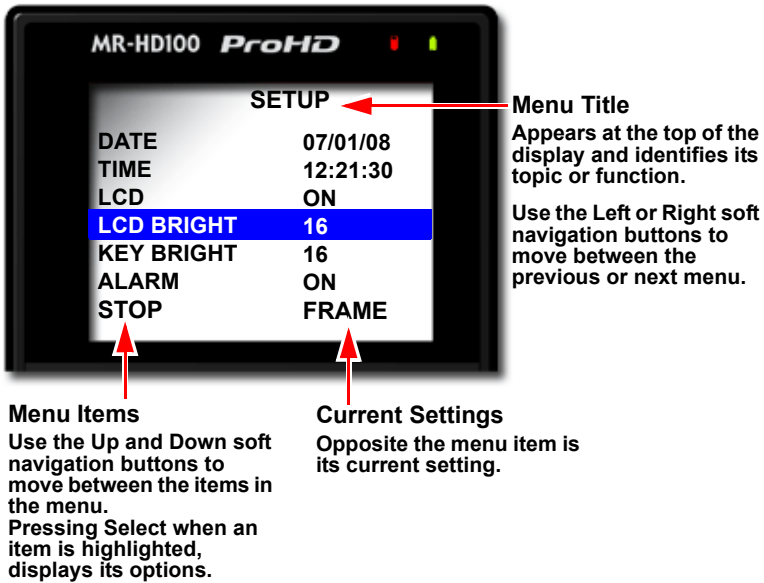 MR-HD100 ProHD
SETUP
DATE 07/01/08
TIME 12:21:30
LCD ON
LCD BRIGHT 16
KEY BRIGHT 16
ALARM ON
STOP FRAME
Menu Title
Appears at the top of the
display and identifies its
topic or function.
Use the Left or Right soft
navigation buttons to
move between the
previous or next menu.
Menu Items
Use the Up and Down soft
navigation buttons to
move between the items in
the menu.
Pressing Select when an
item is highlighted,
displays its options.
Current Settings
Opposite the menu item is
its current setting.